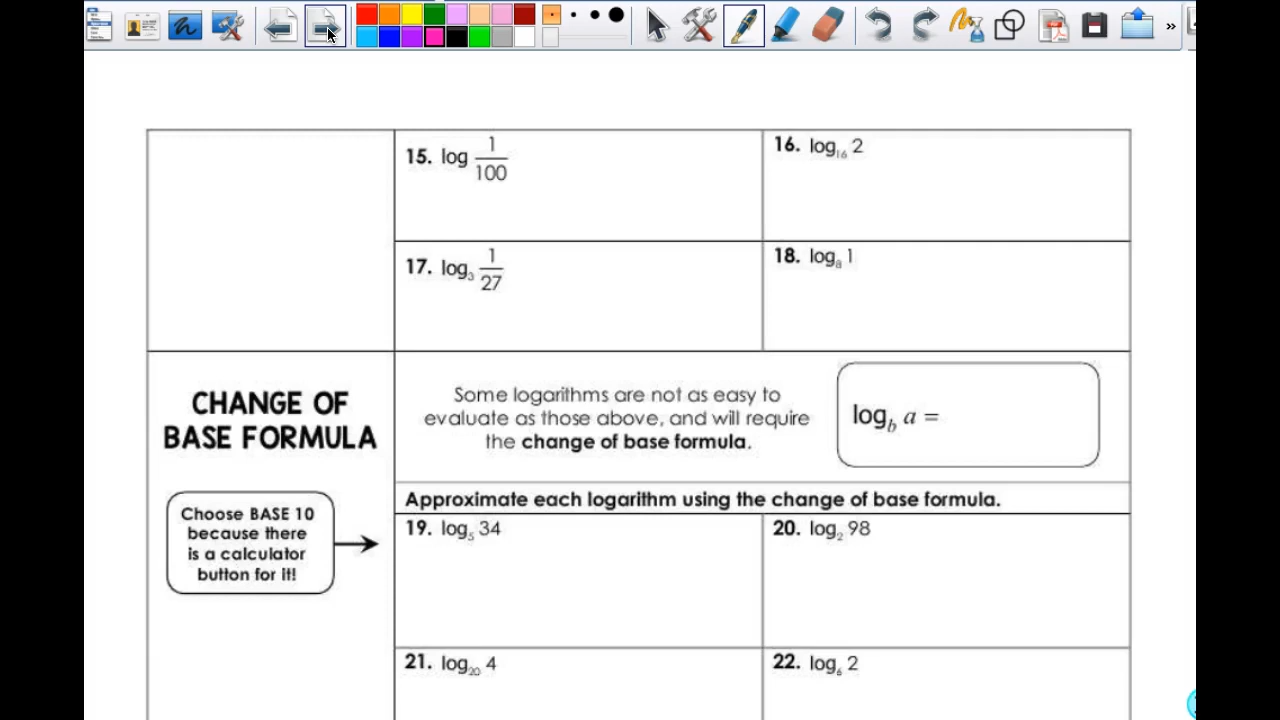 15. log 1/100
16. log₁₆ 2
17. log₃ 1/27
18. log₈ 1
CHANGE OF
BASE FORMULA
Some logarithms are not as easy to
evaluate as those above, and will require
the change of base formula.
log_b a =
Choose BASE 10
because there
is a calculator
button for it!
Approximate each logarithm using the change of base formula.
19. log₅ 34
20. log₂ 98
21. log₂₀ 4
22. log₆ 2